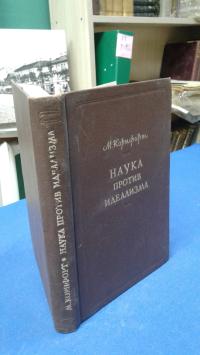 М. Корнфорт
НАУКА
ПРОТИВ
ИДЕАЛИЗМА
М. КОРНФОРТ • НАУКА ПРОТИВ ИДЕАЛИЗМА